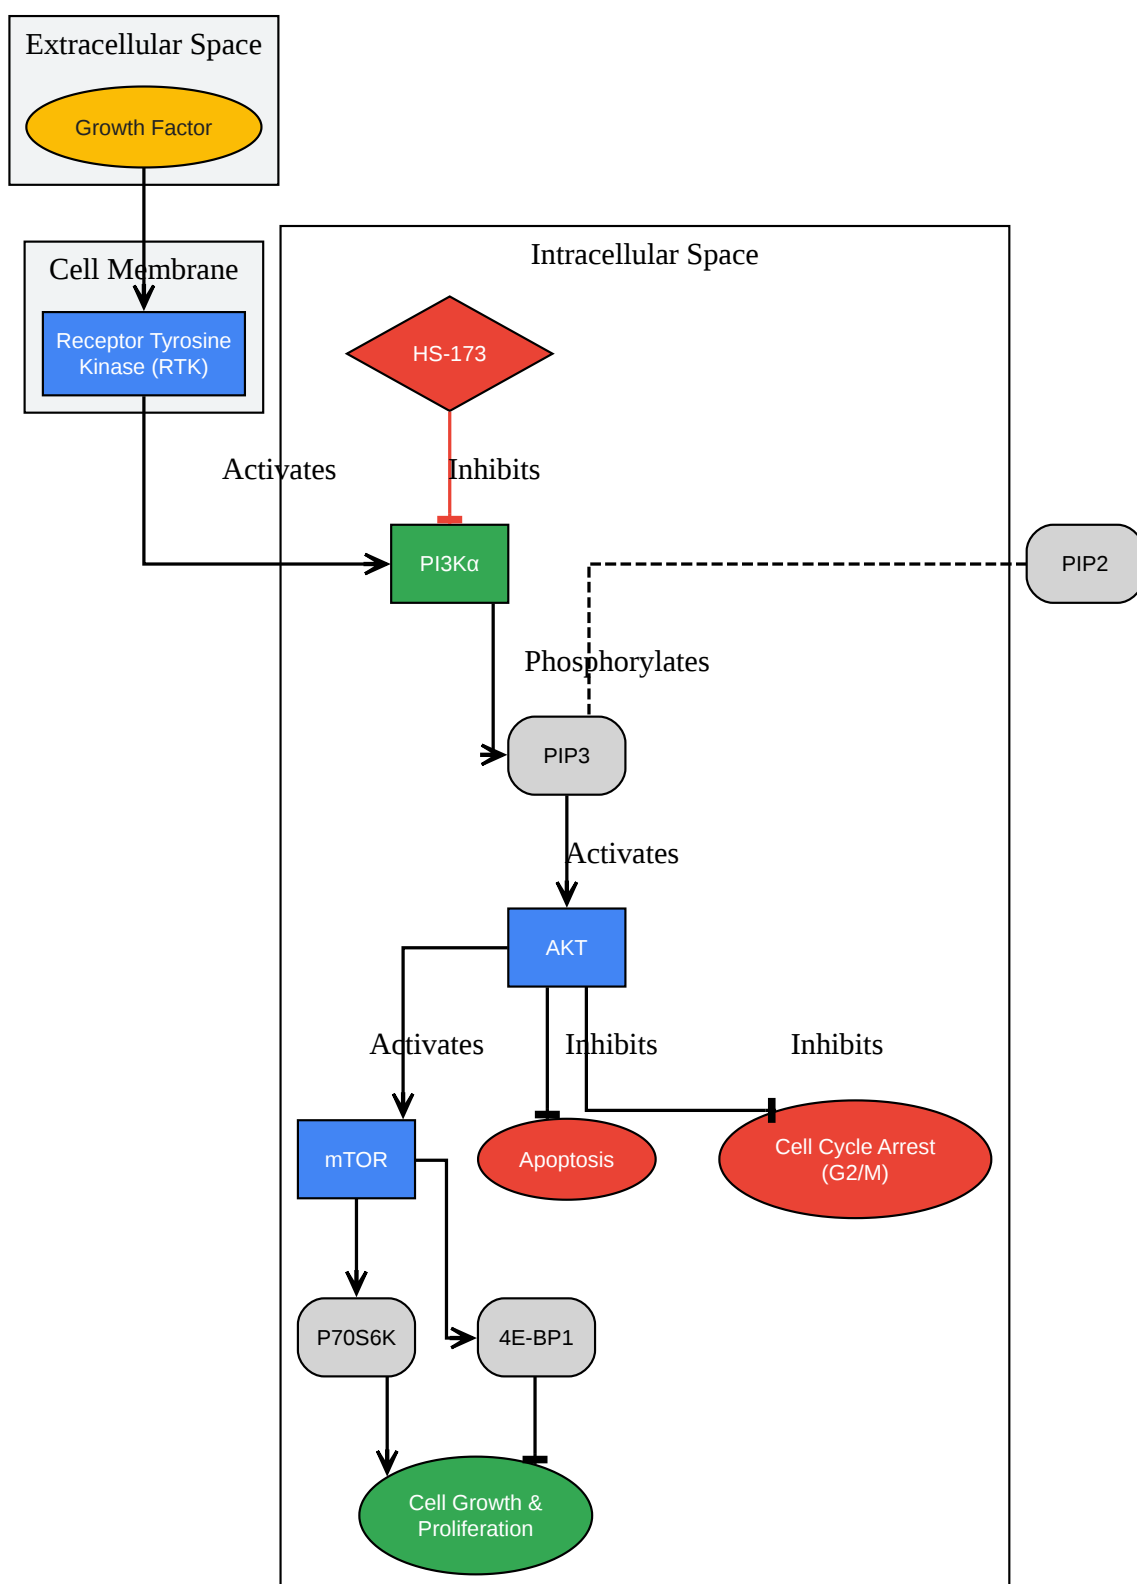 Extracellular Space
Growth Factor
Cell Membrane
Receptor Tyrosine
Kinase (RTK)
Intracellular Space
HS-173
Activates
Inhibits
PI3Kα
PIP2
Phosphorylates
PIP3
Activates
AKT
Activates
Inhibits
Inhibits
mTOR
Apoptosis
Cell Cycle Arrest
(G2/M)
P70S6K
4E-BP1
Cell Growth &
Proliferation